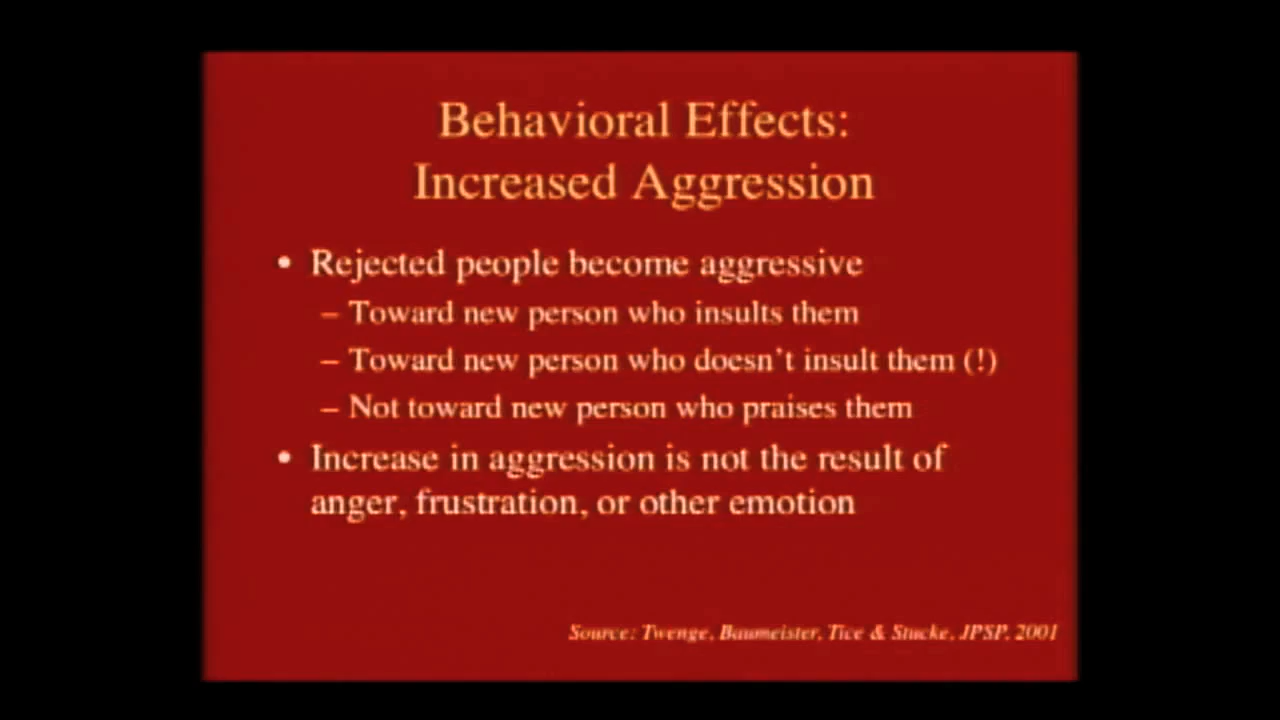 Behavioral Effects:
Increased Aggression
• Rejected people become aggressive
– Toward new person who insults them
– Toward new person who doesn't insult them (!)
– Not toward new person who praises them
• Increase in aggression is not the result of
anger, frustration, or other emotion
Source: Twenge, Baumeister, Tice & Stucke, JPSP, 2001